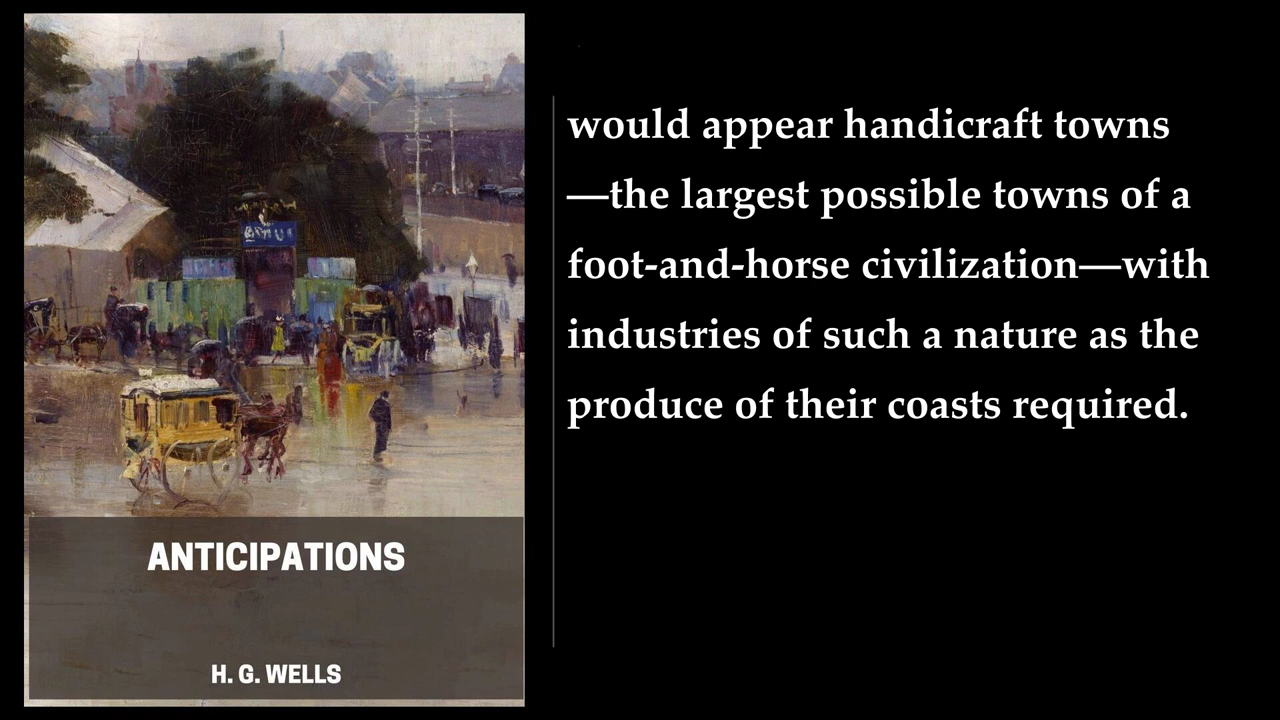 would appear handicraft towns
—the largest possible towns of a
foot-and-horse civilization—with
industries of such a nature as the
produce of their coasts required.
ANTICIPATIONS
H. G. WELLS